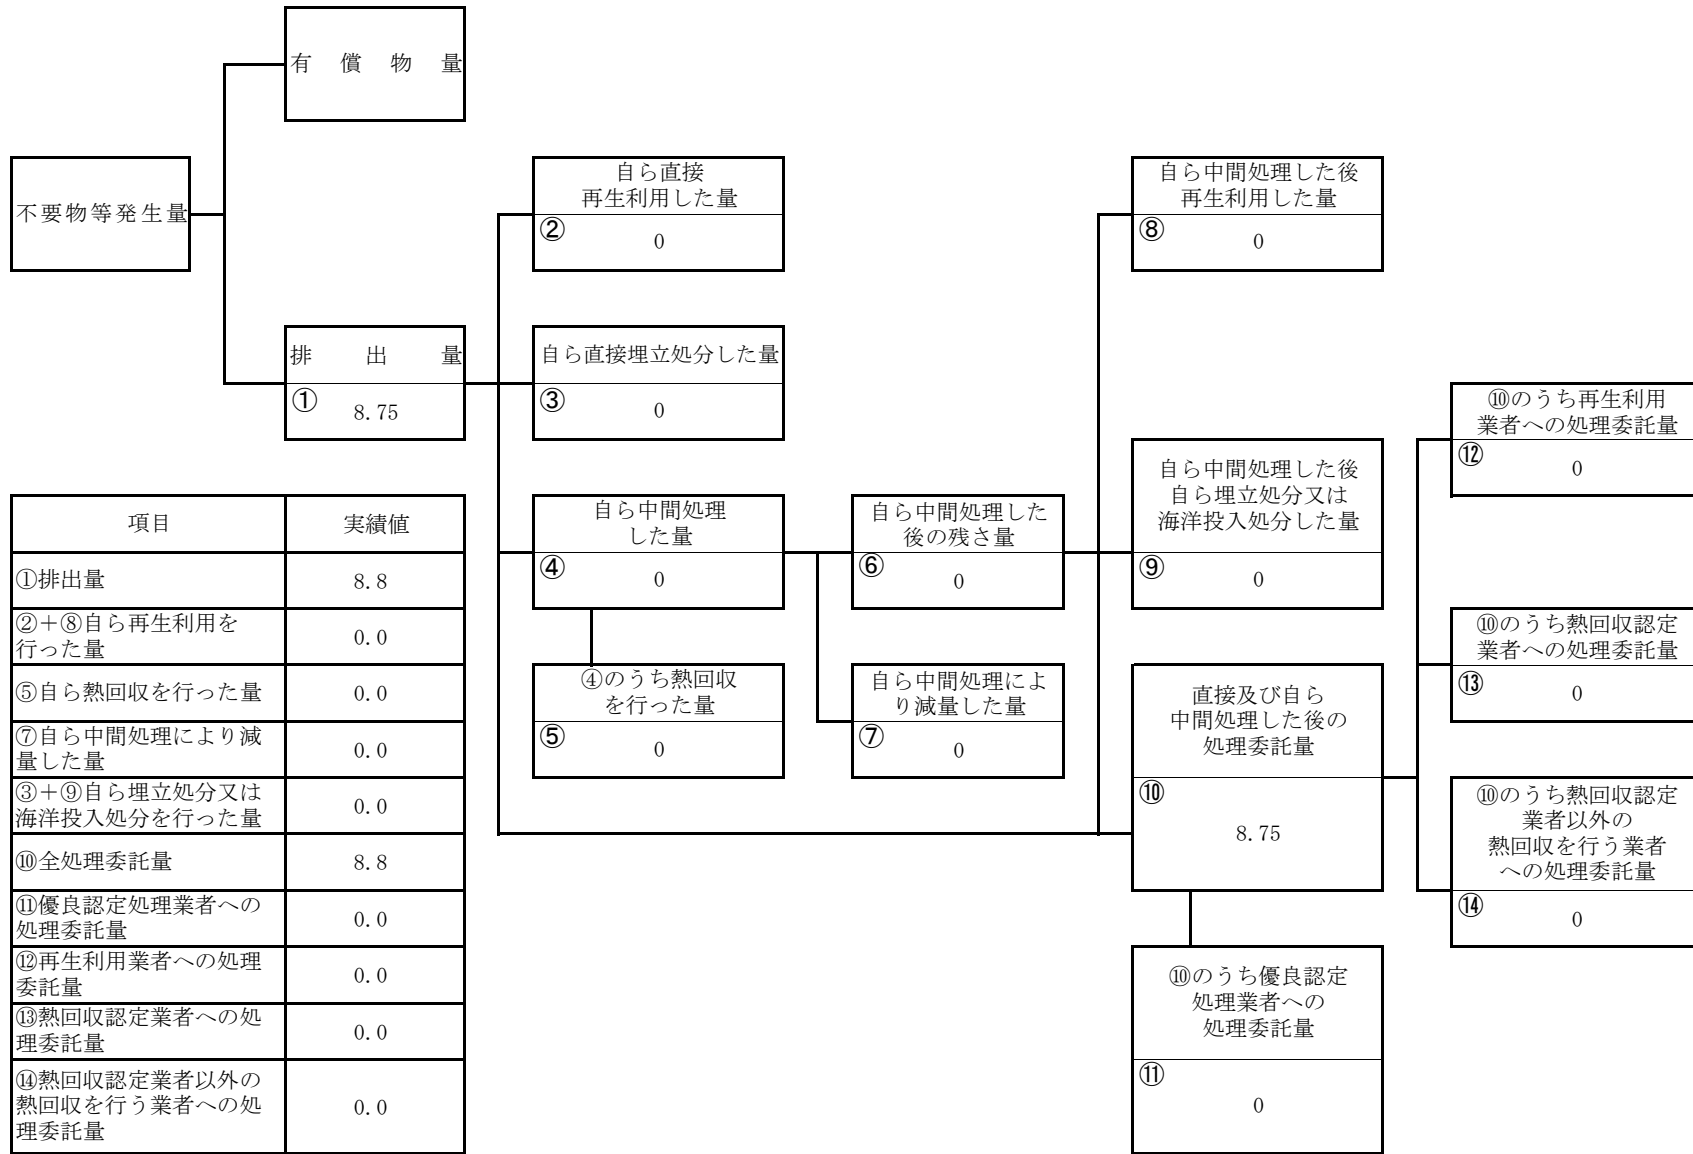 有償物量
不要物等発生量
排出量
①
8.75
自ら直接
再生利用した量
②
0
自ら直接埋立処分した量
③
0
自ら中間処理
した量
④
0
④のうち熱回収
を行った量
⑤
0
自ら中間処理した
後の残さ量
⑥
0
自ら中間処理によ
り減量した量
⑦
0
自ら中間処理した後
再生利用した量
⑧
0
自ら中間処理した後
自ら埋立処分又は
海洋投入処分した量
⑨
0
直接及び自ら
中間処理した後の
処理委託量
⑩
8.75
⑩のうち優良認定
処理業者への
処理委託量
⑪
0
⑩のうち再生利用
業者への処理委託量
⑫
0
⑩のうち熱回収認定
業者への処理委託量
⑬
0
⑩のうち熱回収認定
業者以外の
熱回収を行う業者
への処理委託量
⑭
0
項目 実績値
①排出量 8.8
②＋⑧自ら再生利用を
行った量 0.0
⑤自ら熱回収を行った量 0.0
⑦自ら中間処理により減
量した量 0.0
③＋⑨自ら埋立処分又は
海洋投入処分を行った量 0.0
⑩全処理委託量 8.8
⑪優良認定処理業者への
処理委託量 0.0
⑫再生利用業者への処理
委託量 0.0
⑬熱回収認定業者への処
理委託量 0.0
⑭熱回収認定業者以外の
熱回収を行う業者への処
理委託量 0.0